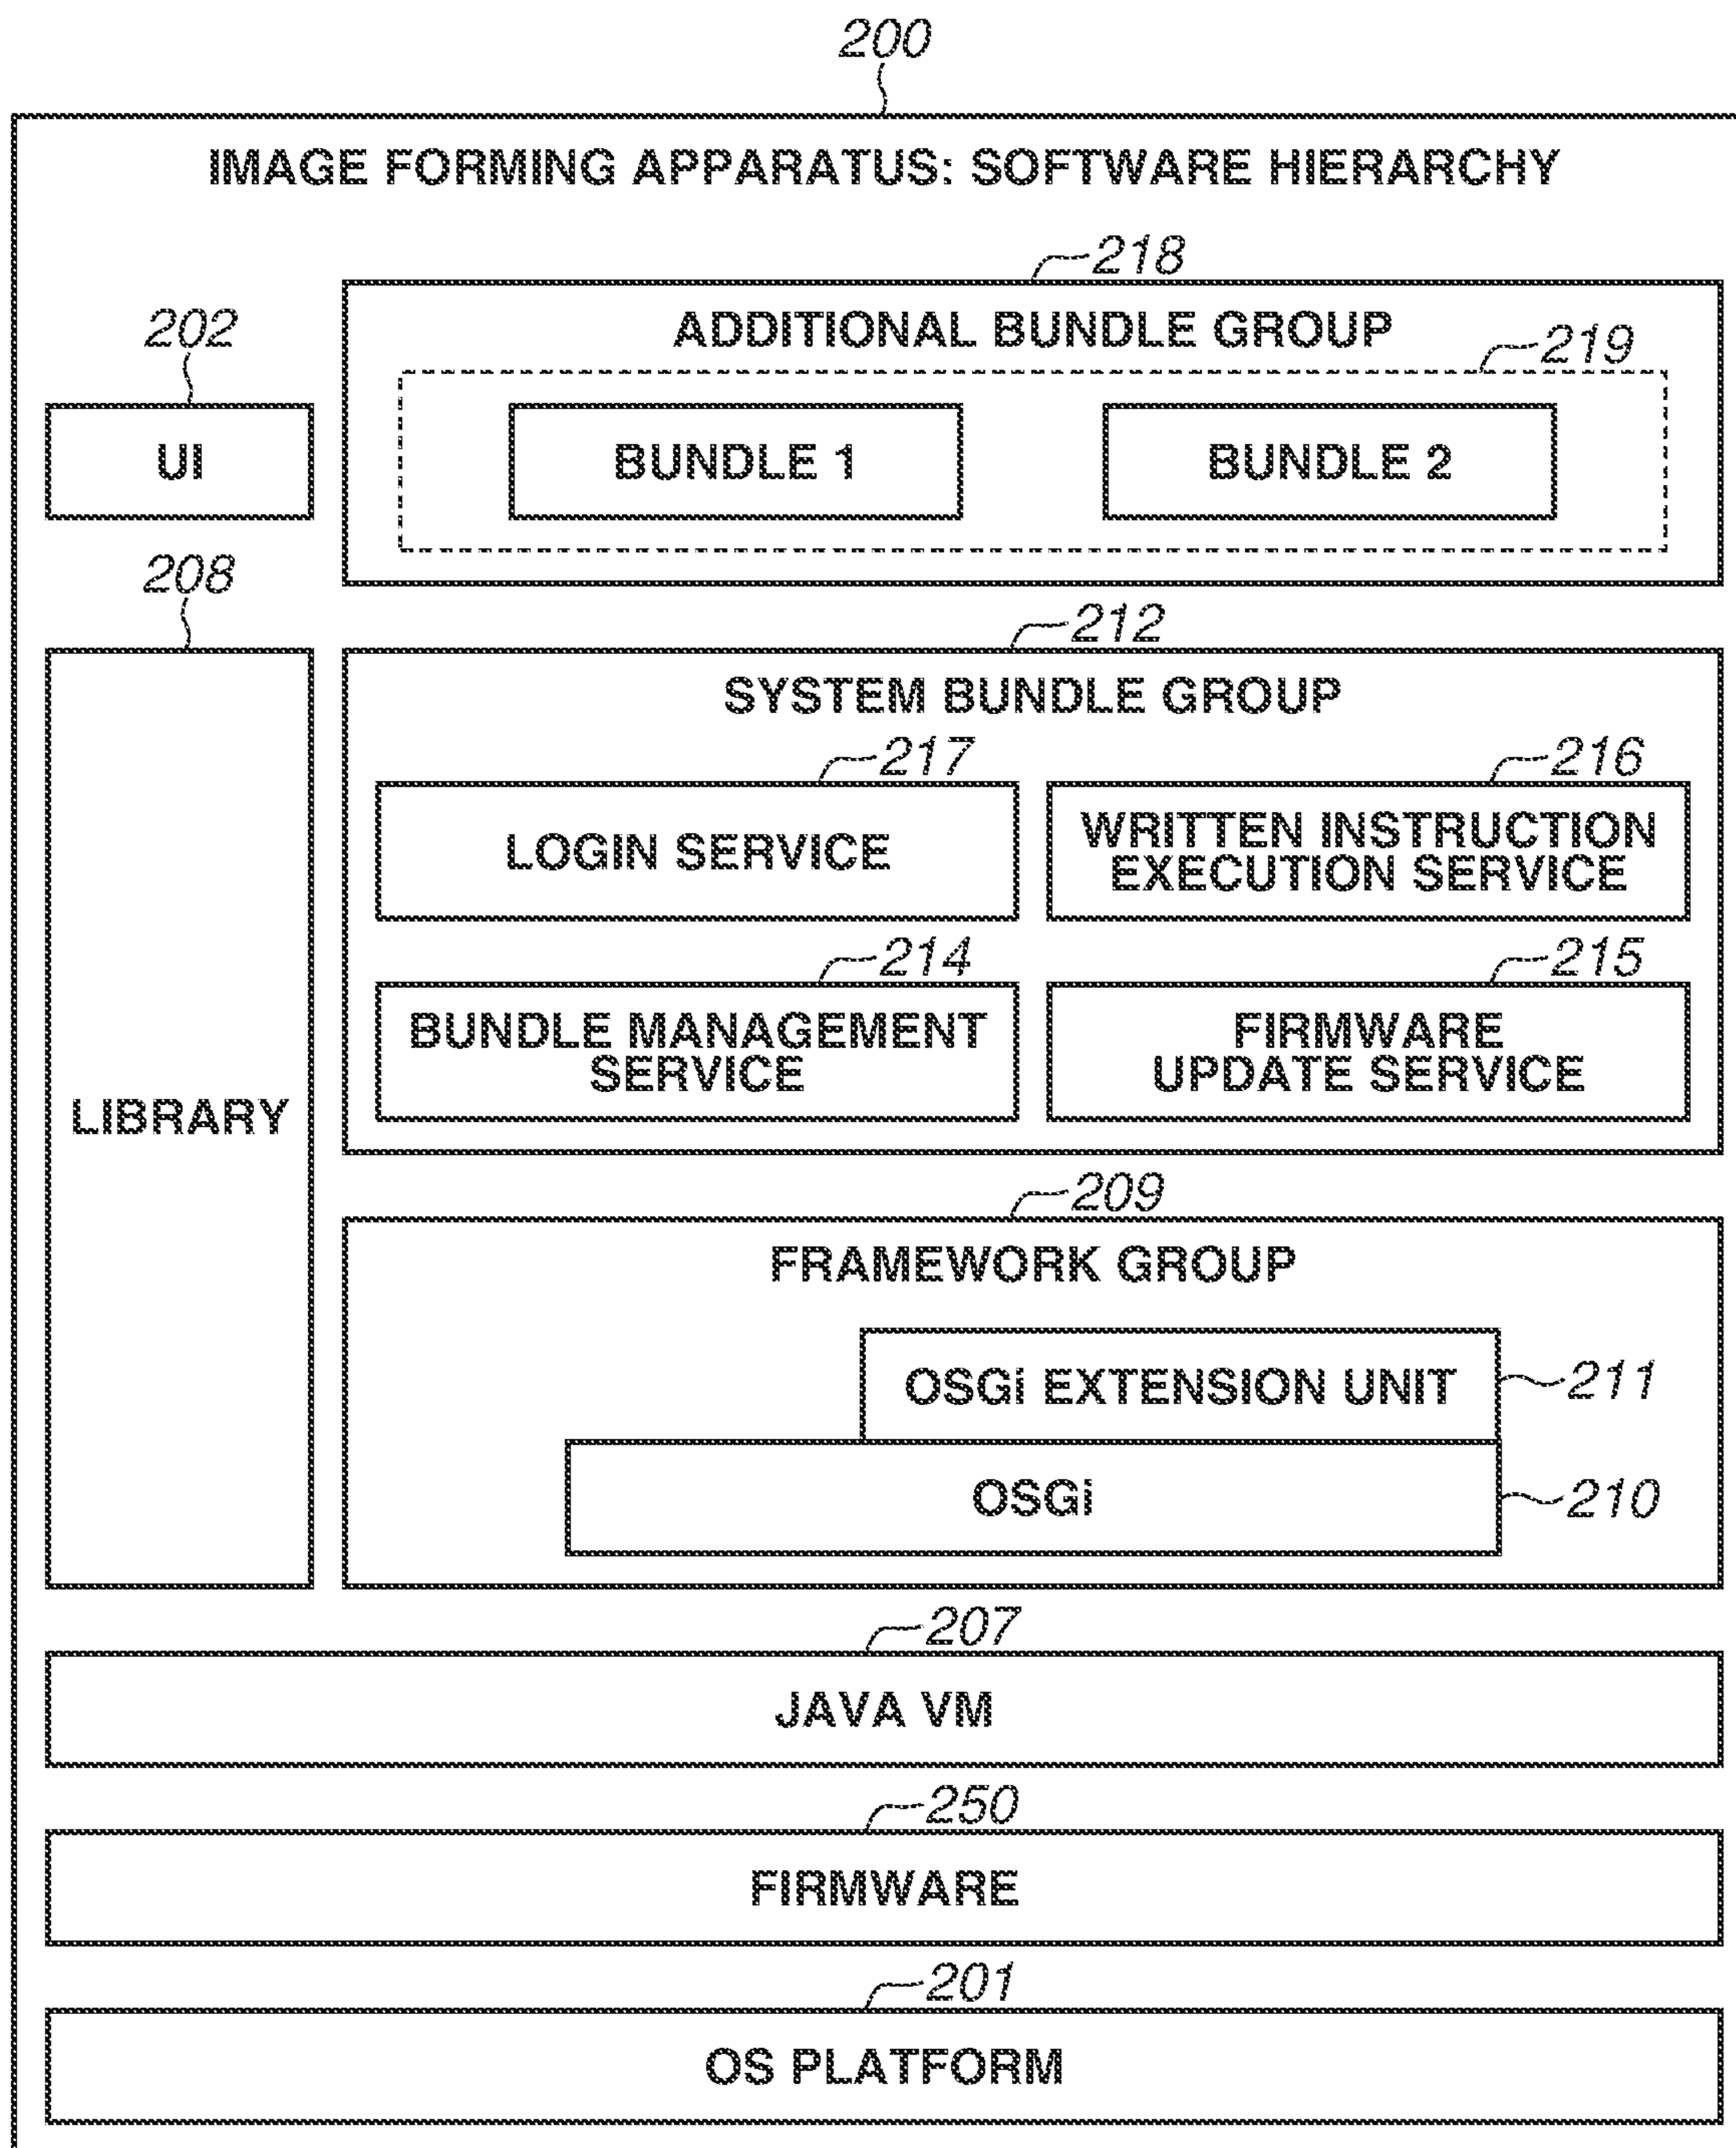 200
IMAGE FORMING APPARATUS: SOFTWARE HIERARCHY
218
202
ADDITIONAL BUNDLE GROUP
219
UI
BUNDLE 1
BUNDLE 2
208
212
SYSTEM BUNDLE GROUP
217
216
LOGIN SERVICE
WRITTEN INSTRUCTION
EXECUTION SERVICE
214
215
BUNDLE MANAGEMENT
SERVICE
FIRMWARE
UPDATE SERVICE
LIBRARY
209
FRAMEWORK GROUP
OSGi EXTENSION UNIT
211
OSGi
210
207
JAVA VM
250
FIRMWARE
201
OS PLATFORM